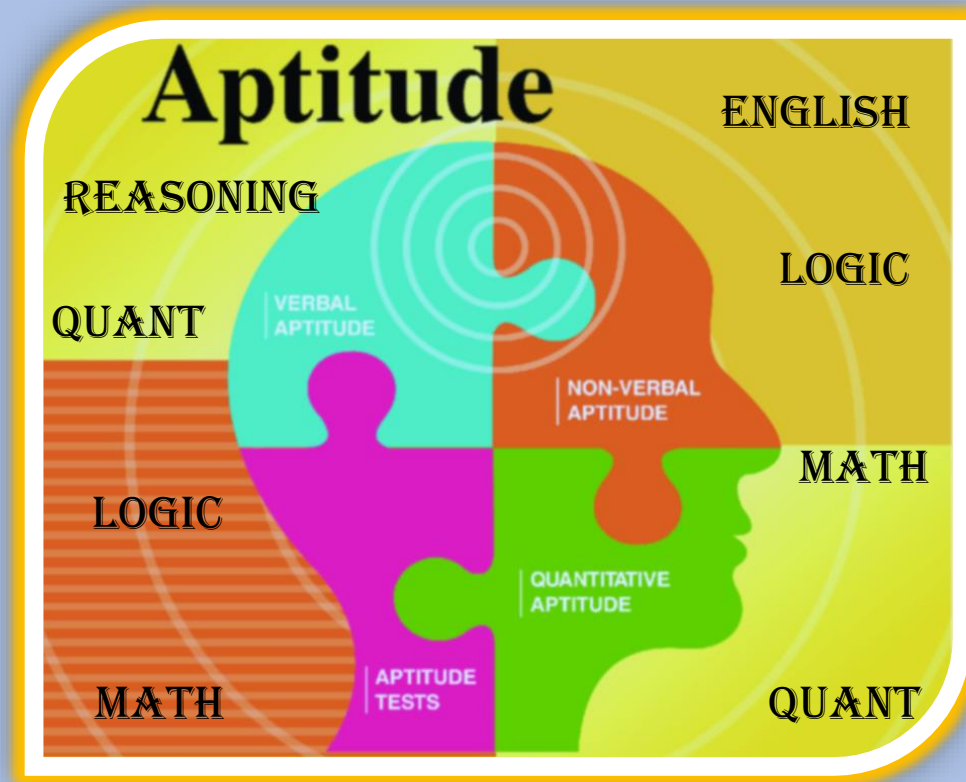 Aptitude
ENGLISH
REASONING
LOGIC
QUANT
VERBAL
APTITUDE
NON-VERBAL
APTITUDE
MATH
LOGIC
QUANTITATIVE
APTITUDE
APTITUDE
TESTS
MATH
QUANT